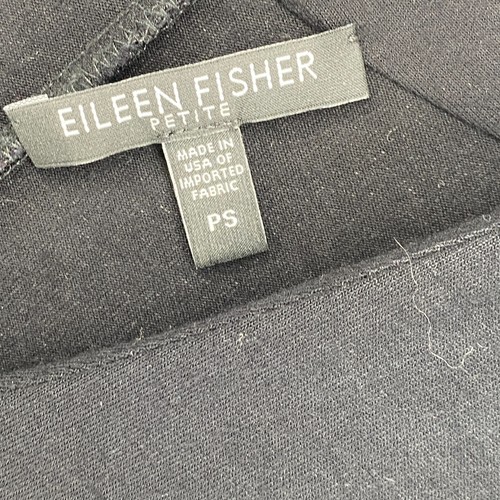 EILEEN FISHER
PETITE
MADE IN
USA OF
IMPORTED
FABRIC
PS